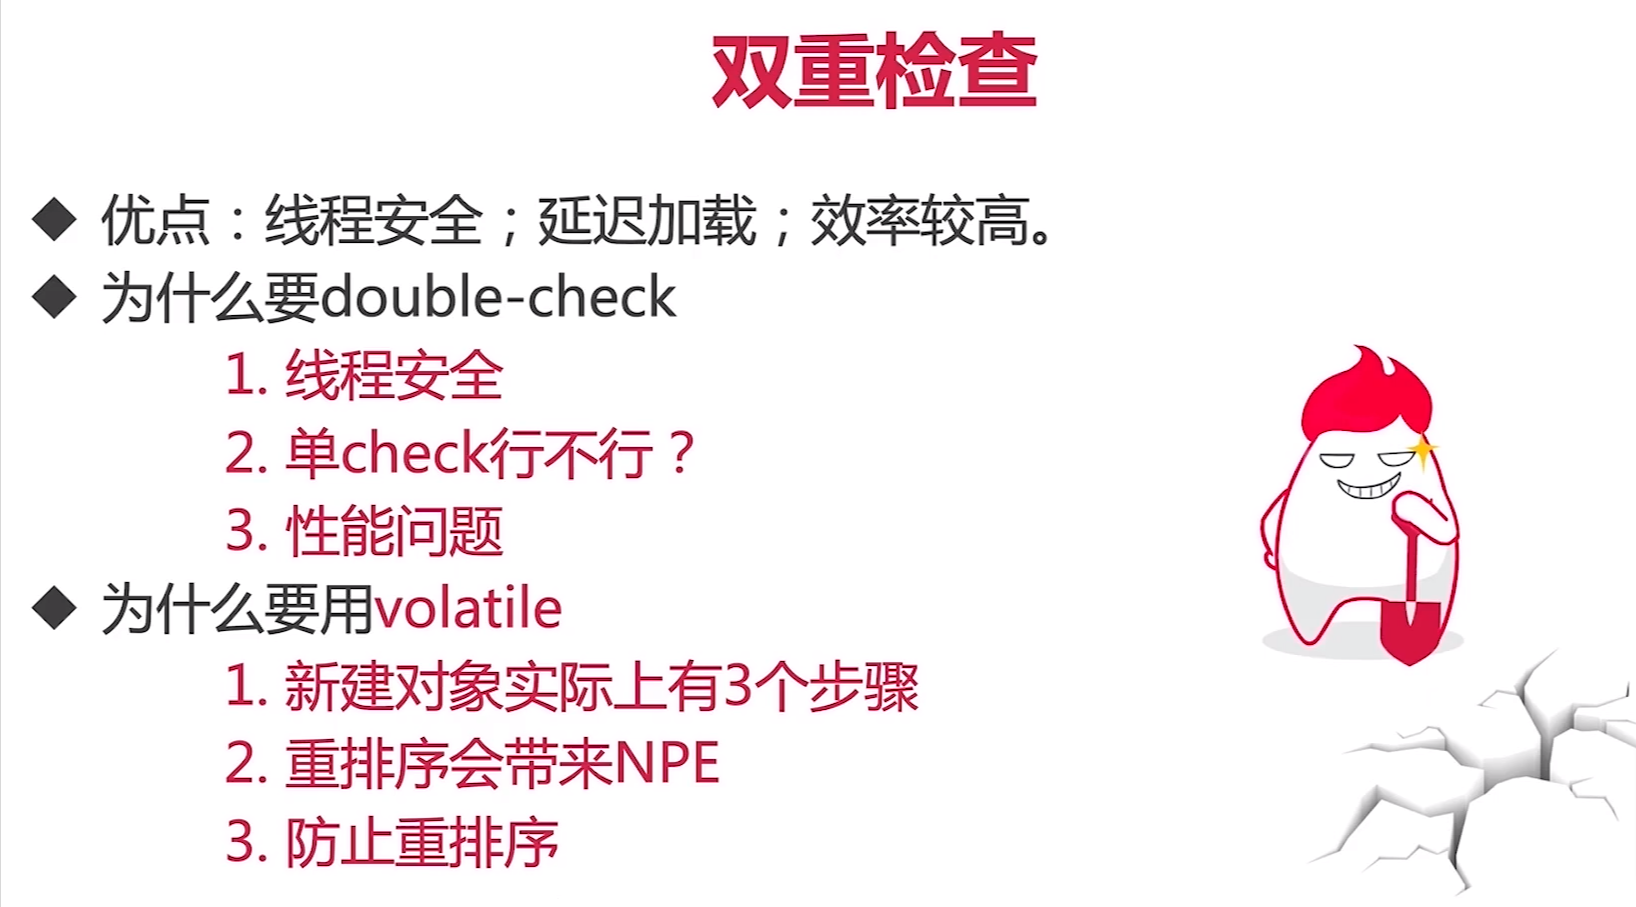 双重检查
◆ 优点：线程安全；延迟加载；效率较高。
◆ 为什么要double-check
1. 线程安全
2. 单check行不行？
3. 性能问题
◆ 为什么要用volatile
1. 新建对象实际上有3个步骤
2. 重排序会带来NPE
3. 防止重排序